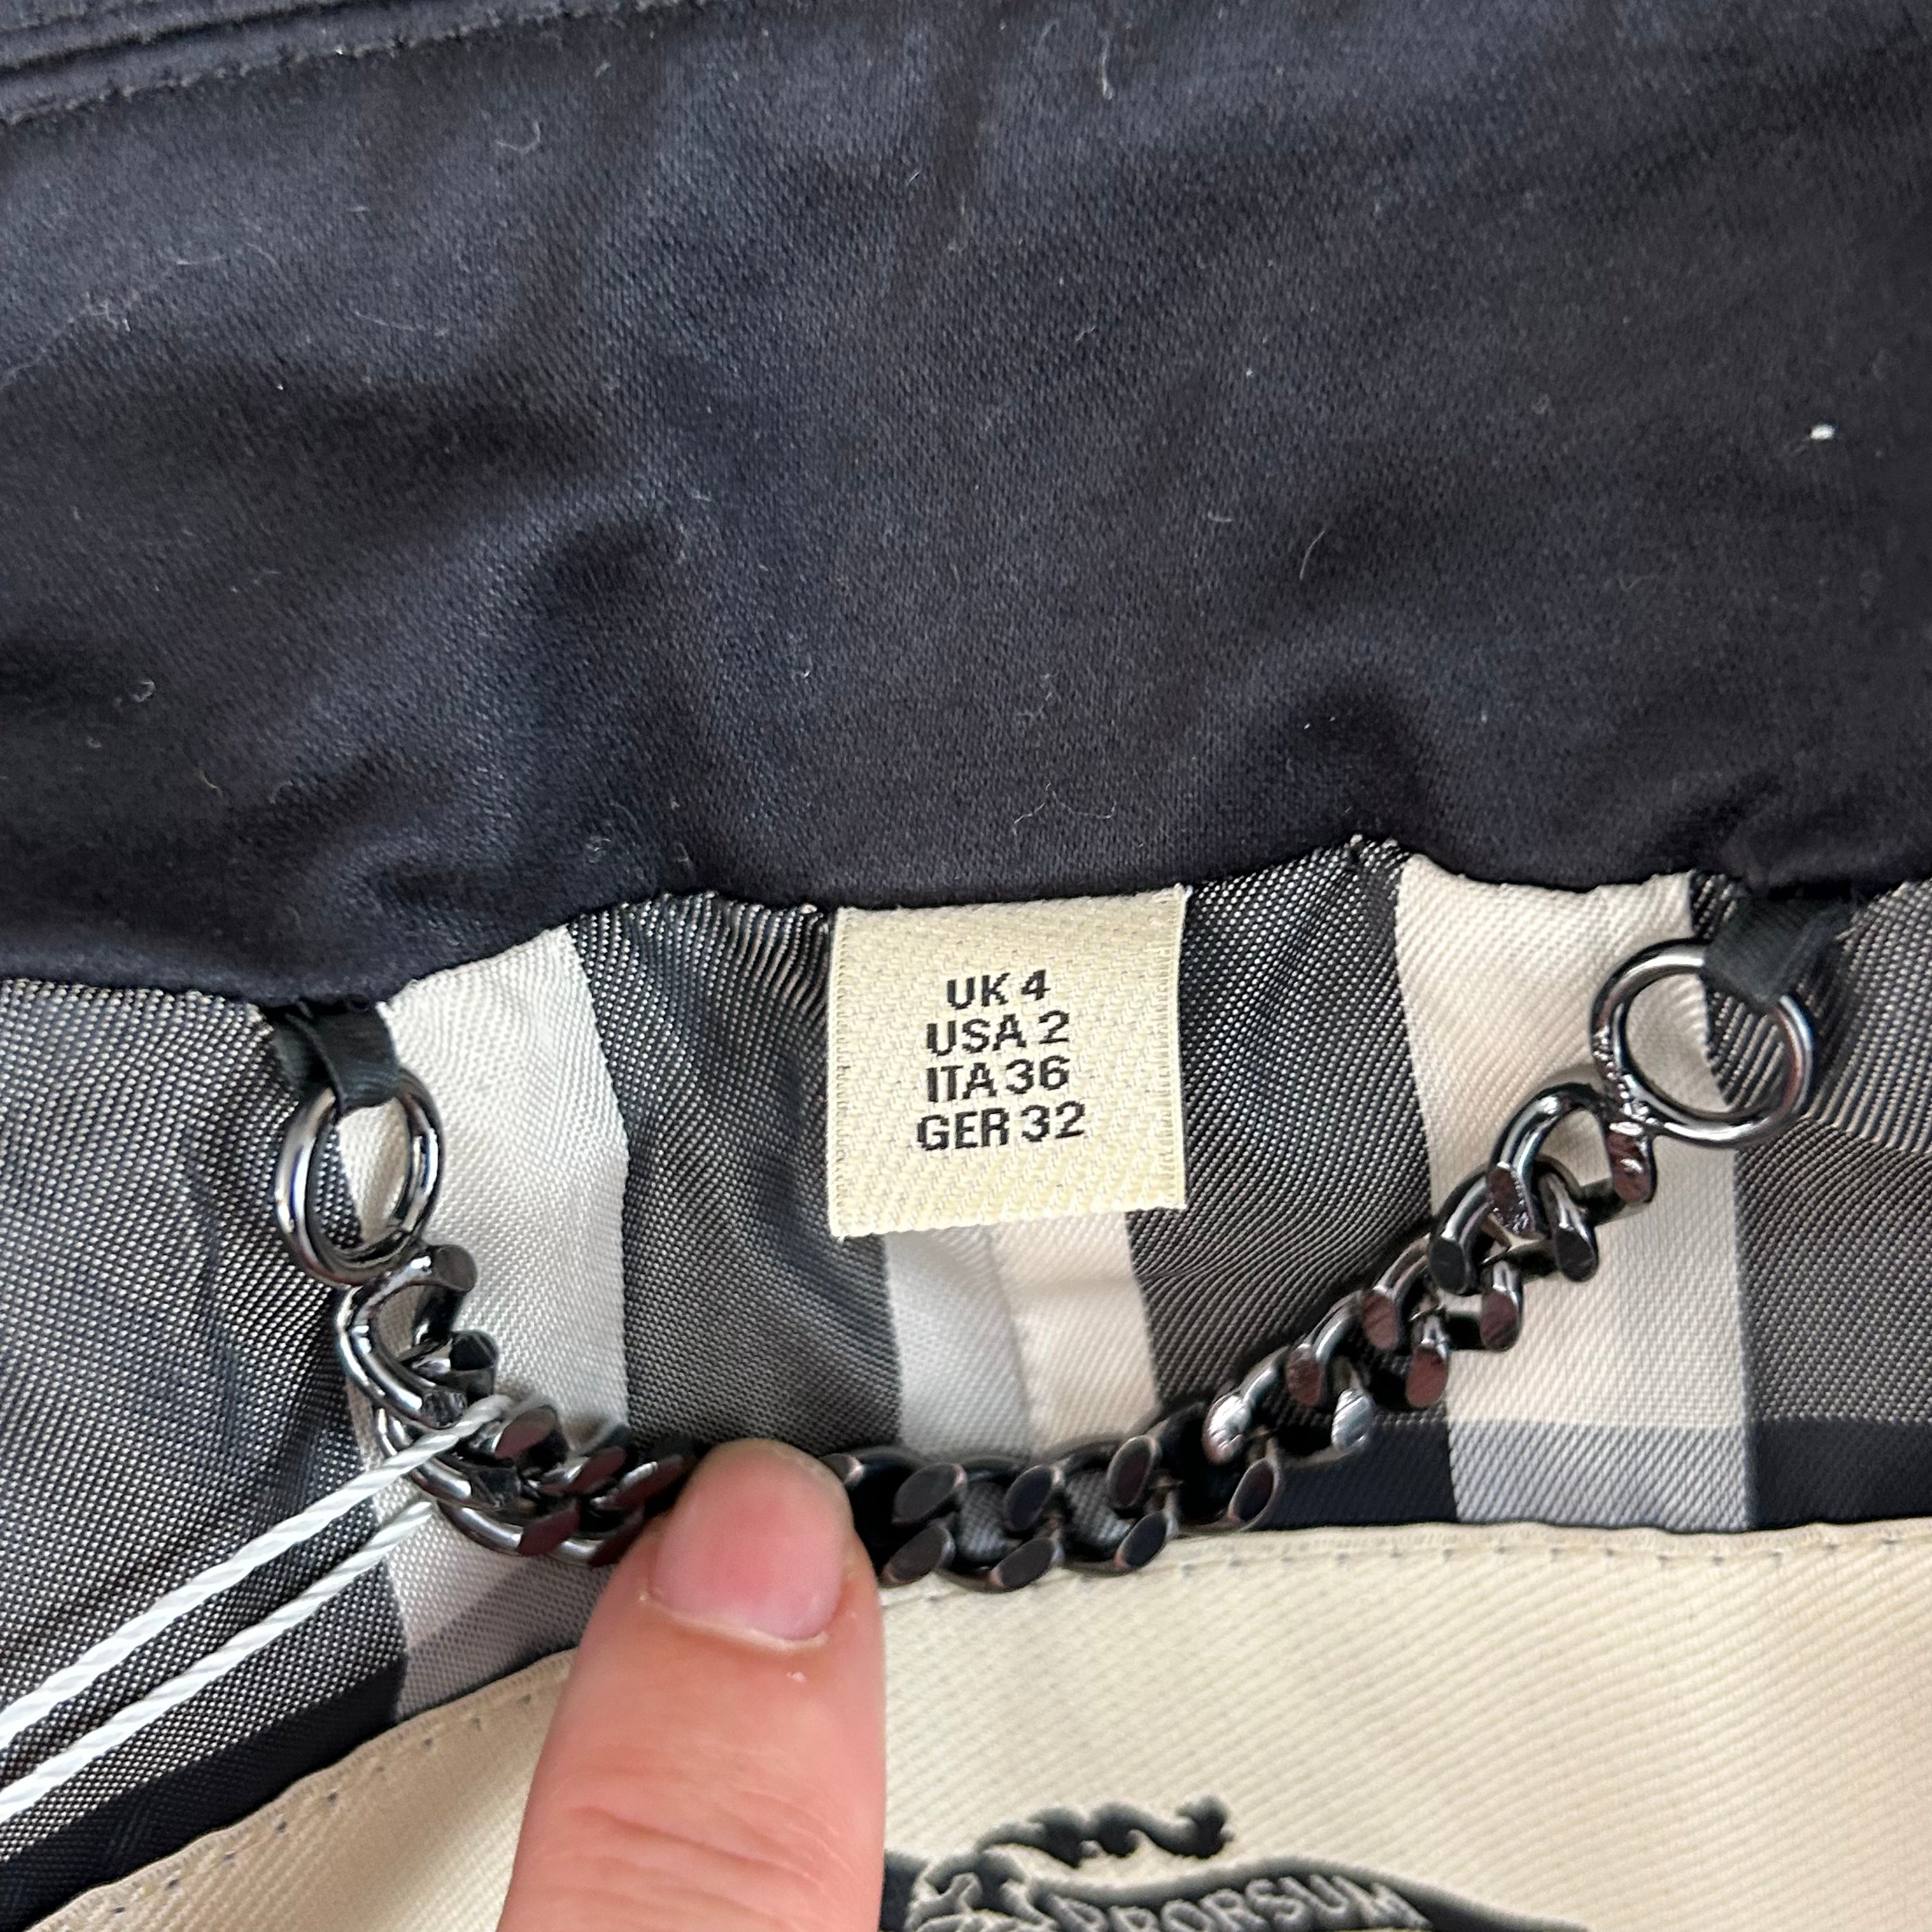 UK 4
USA 2
ITA 36
GER 32
PRORSUM